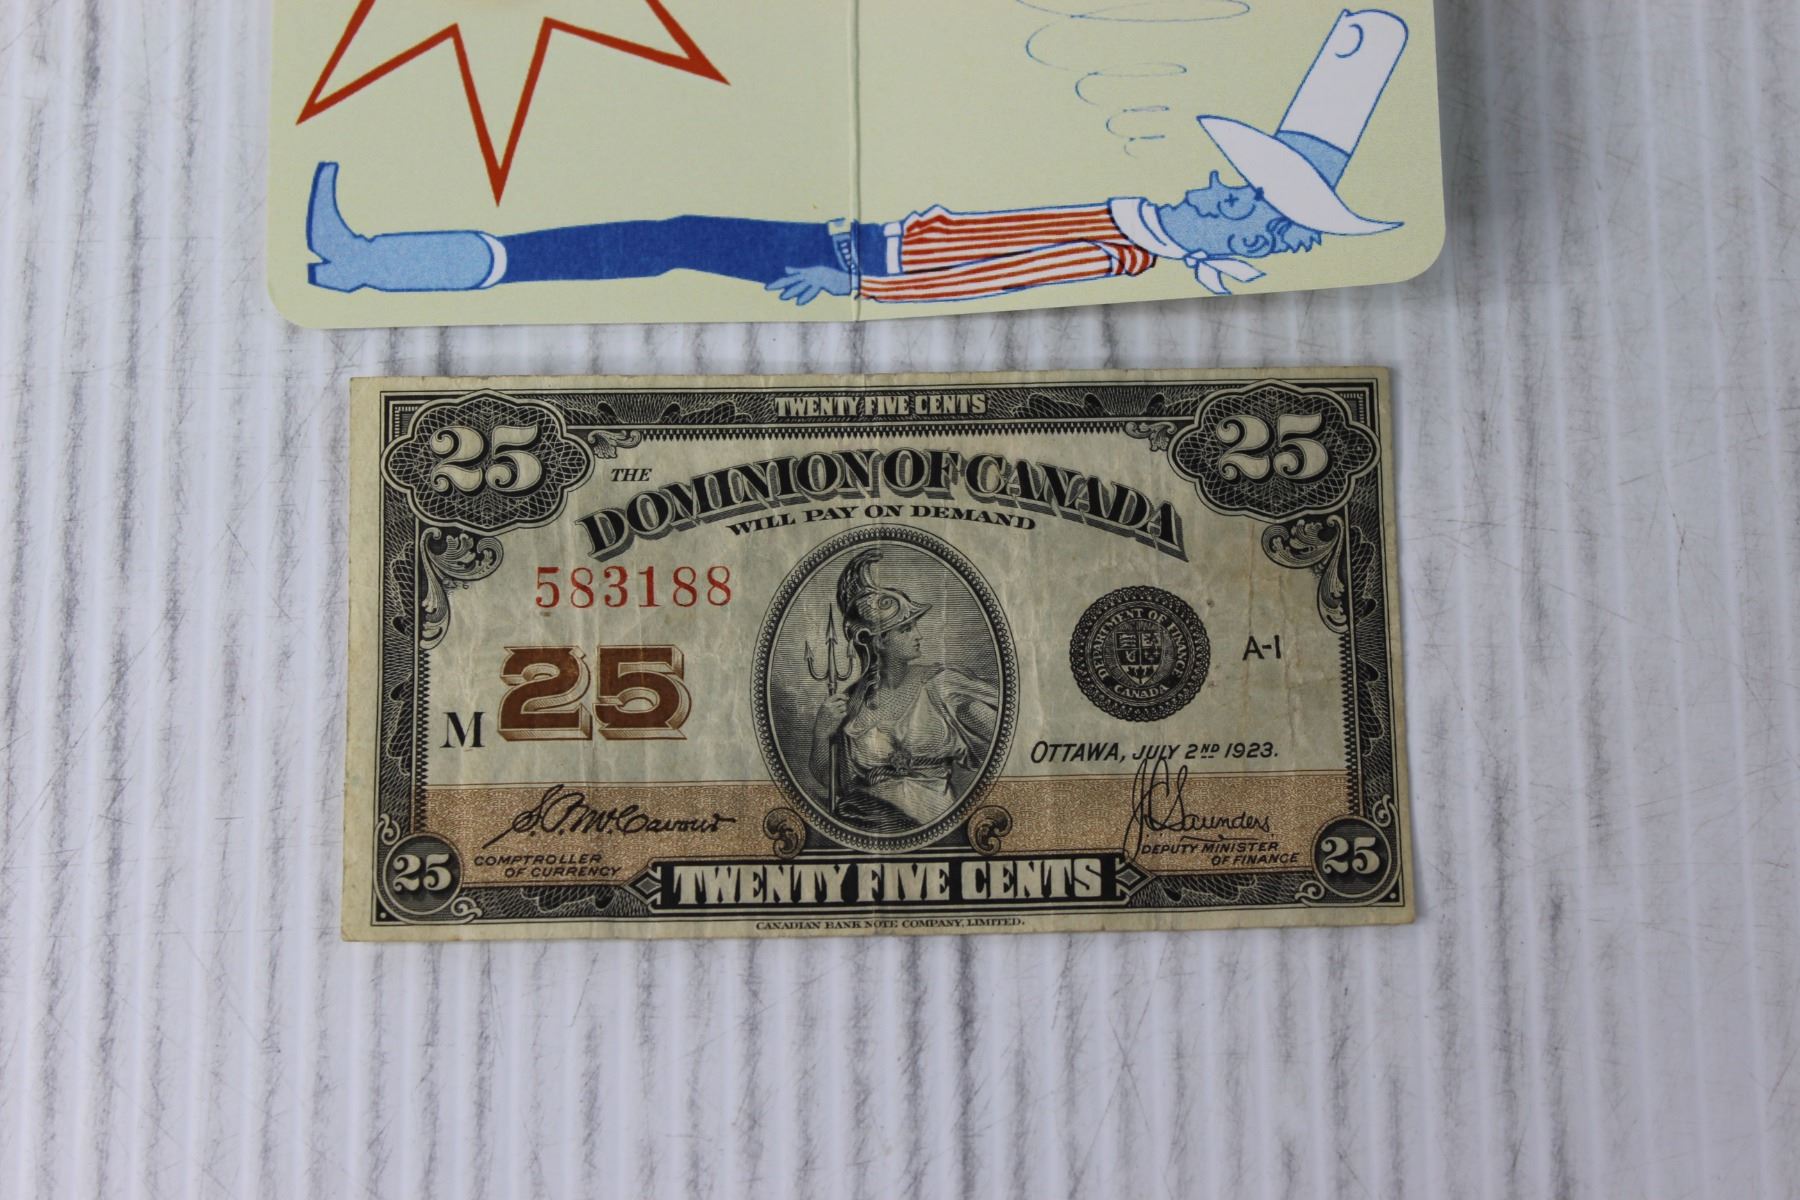 TWENTY FIVE CENTS
25 25
THE
DOMINION OF CANADA
WILL PAY ON DEMAND
583188
DEPARTMENT OF FINANCE
CANADA
A-1
M 25
OTTAWA, JULY 2ND 1923.
S.P. McCavour
J C Saunders
COMPTROLLER
OF CURRENCY
DEPUTY MINISTER
OF FINANCE
25 TWENTY FIVE CENTS 25
CANADIAN BANK NOTE COMPANY, LIMITED.